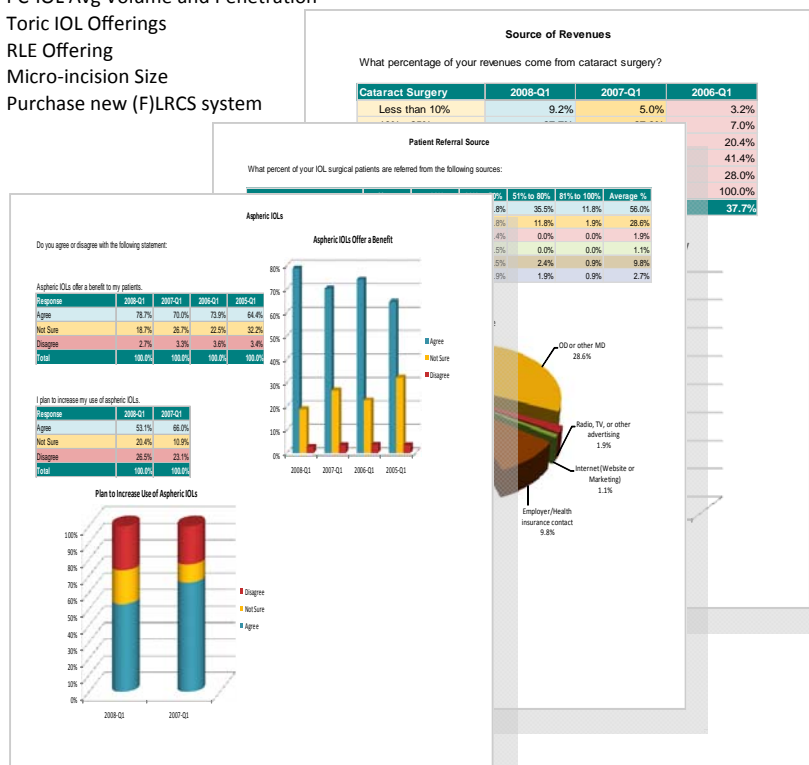 PC-IOL Avg Volume and Penetration
Toric IOL Offerings
RLE Offering
Micro-incision Size
Purchase new (F)LRCS system
Source of Revenues
What percentage of your revenues come from cataract surgery?
Cataract Surgery 2008-Q1 2007-Q1 2006-Q1
Less than 10% 9.2% 5.0% 3.2%
7.0%
20.4%
41.4%
28.0%
100.0%
37.7%
Patient Referral Source
What percent of your IOL surgical patients are referred from the following sources:
51% to 80% 81% to 100% Average %
35.5% 11.8% 56.0%
11.8% 1.9% 28.6%
0.0% 0.0% 1.9%
0.0% 0.0% 1.1%
2.4% 0.9% 9.8%
1.9% 0.9% 2.7%
OD or other MD
28.6%
Radio, TV, or other
advertising
1.9%
Internet (Website or
Marketing)
1.1%
Employer/Health
insurance contact
9.8%
Aspheric IOLs
Do you agree or disagree with the following statement:
Aspheric IOLs offer a benefit to my patients.
Response 2008-Q1 2007-Q1 2006-Q1 2005-Q1
Agree 78.7% 70.0% 73.9% 64.4%
Not Sure 18.7% 26.7% 22.5% 32.2%
Disagree 2.7% 3.3% 3.6% 3.4%
Total 100.0% 100.0% 100.0% 100.0%
Aspheric IOLs Offer a Benefit
80%
70%
60%
50%
40%
30%
20%
10%
0%
2008-Q1 2007-Q1 2006-Q1 2005-Q1
Agree
Not Sure
Disagree
I plan to increase my use of aspheric IOLs.
Response 2008-Q1 2007-Q1
Agree 53.1% 66.0%
Not Sure 20.4% 10.9%
Disagree 26.5% 23.1%
Total 100.0% 100.0%
Plan to Increase Use of Aspheric IOLs
100%
90%
80%
70%
60%
50%
40%
30%
20%
10%
0%
2008-Q1 2007-Q1
Disagree
Not Sure
Agree